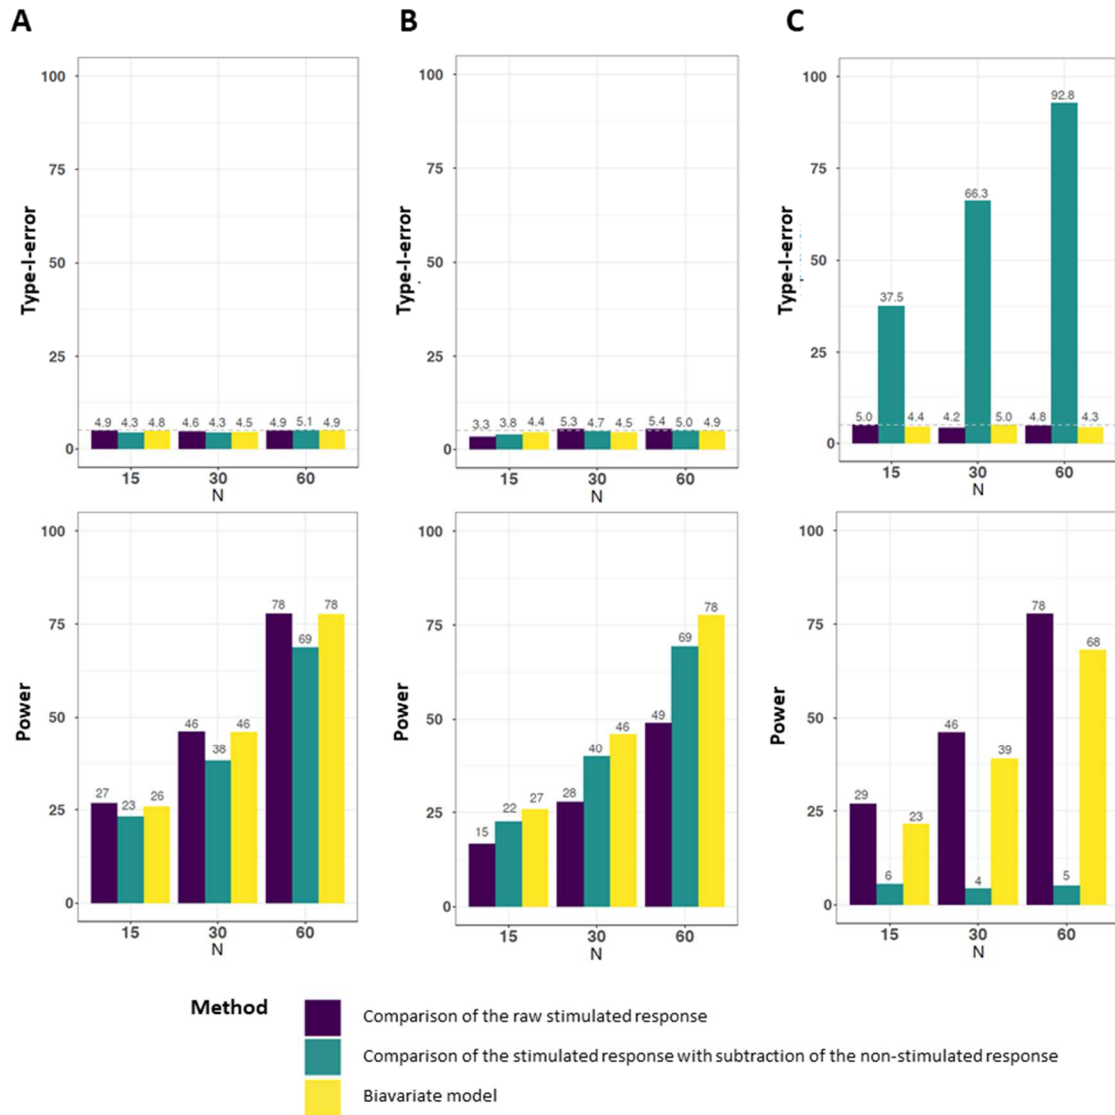 A
B
C
Type-I-error
100
75
50
25
0
4.9 4.3 4.8 4.6 4.3 4.5 4.9 5.1 4.9
15 30 60
N
Type-I-error
100
75
50
25
0
3.3 3.8 4.4 5.3 4.7 4.5 5.4 5.0 4.9
15 30 60
N
Type-I-error
100
75
50
25
0
5.0 37.5 4.4 4.2 66.3 5.0 4.8 92.8 4.3
15 30 60
N
Power
100
75
50
25
0
27 23 26 46 38 46 78 69 78
15 30 60
N
Power
100
75
50
25
0
15 22 27 28 40 46 49 69 78
15 30 60
N
Power
100
75
50
25
0
29 6 23 46 4 39 78 5 68
15 30 60
N
Method
Comparison of the raw stimulated response
Comparison of the stimulated response with subtraction of the non-stimulated response
Biavariate model